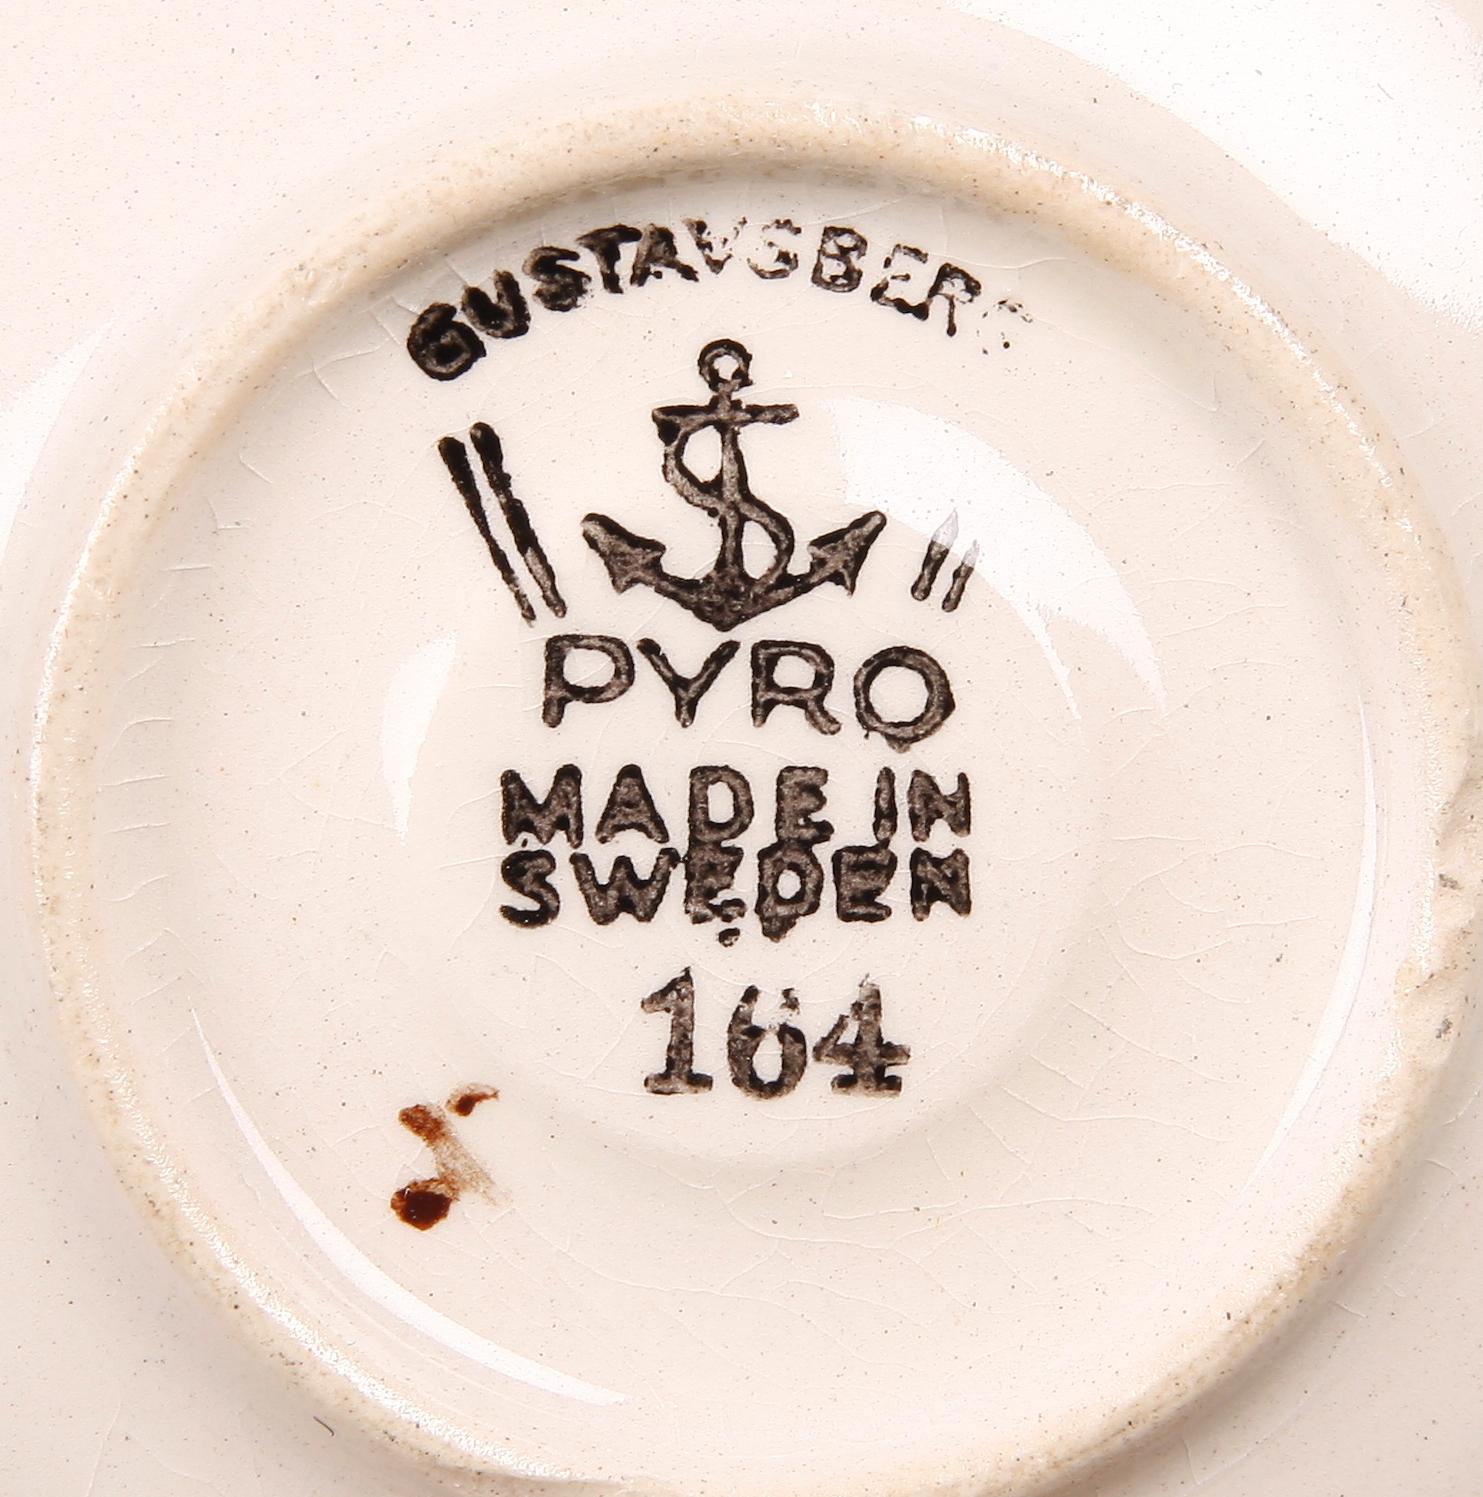 GUSTAVSBERG
PYRO
MADE IN
SWEDEN
164